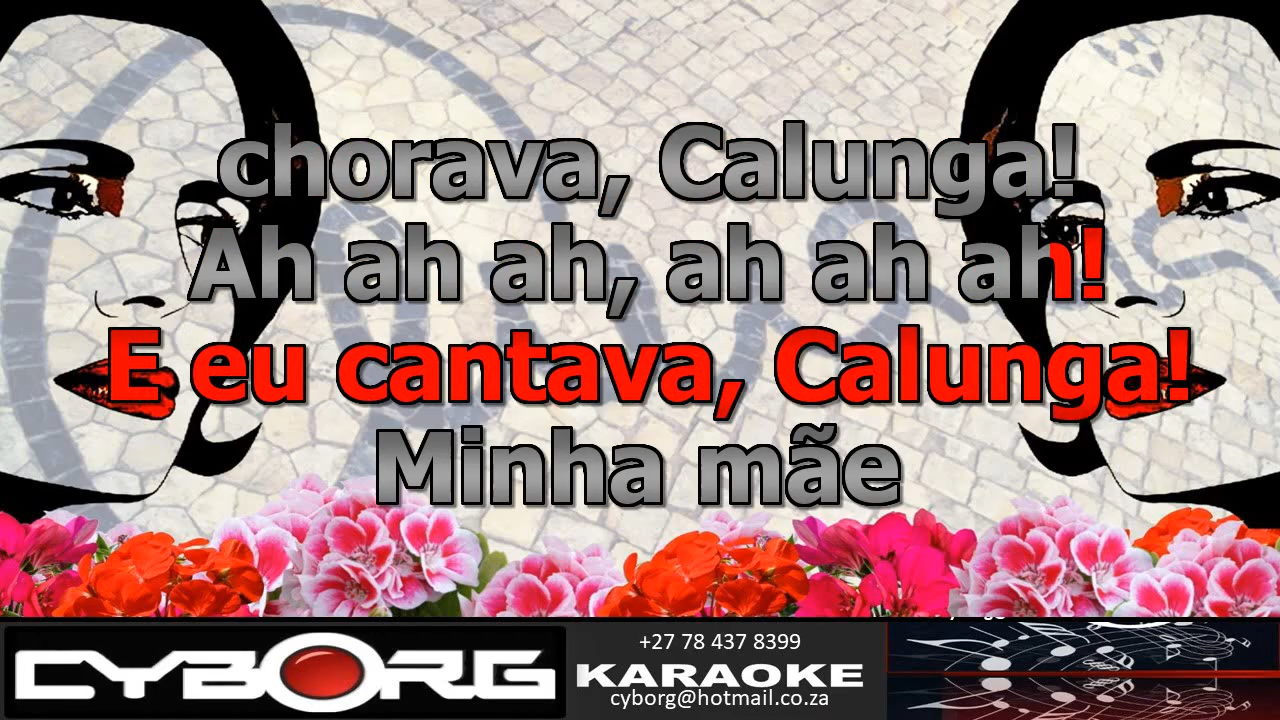 chorava, Calunga!
Ah ah ah, ah ah ah!
E eu cantava, Calunga!
Minha mãe
CYBORG
+27 78 437 8399
KARAOKE
cyborg@hotmail.co.za